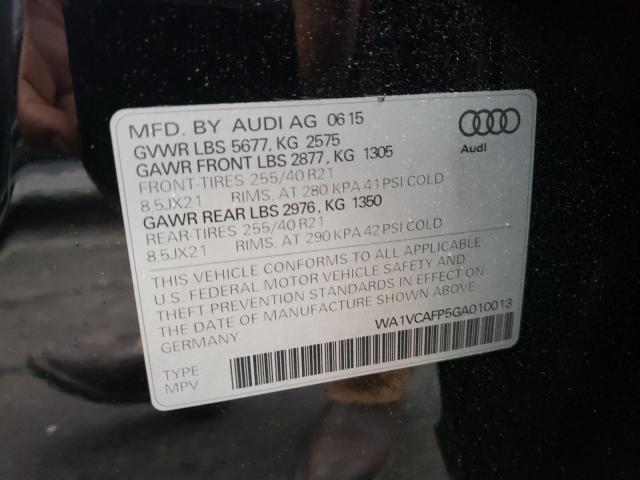 MFD. BY AUDI AG 06 15
GVWR LBS 5677, KG 2575
GAWR FRONT LBS 2877, KG 1305
FRONT-TIRES 255/40 R21
8,5JX21 RIMS, AT 280 KPA 41 PSI COLD
GAWR REAR LBS 2976, KG 1350
REAR-TIRES 255/40 R21
8,5JX21 RIMS, AT 290 KPA 42 PSI COLD
THIS VEHICLE CONFORMS TO ALL APPLICABLE
U.S. FEDERAL MOTOR VEHICLE SAFETY AND
THEFT PREVENTION STANDARDS IN EFFECT ON
THE DATE OF MANUFACTURE SHOWN ABOVE.
GERMANY
WA1VCAFP5GA010013
TYPE
MPV
Audi